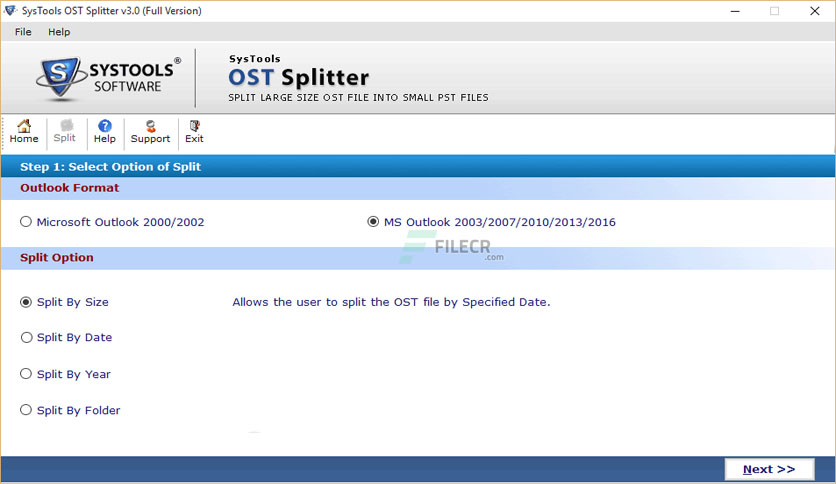 SysTools OST Splitter v3.0 (Full Version)
File Help
SYSTOOLS®
SOFTWARE
SysTools
OST Splitter
SPLIT LARGE SIZE OST FILE INTO SMALL PST FILES
Home Split Help Support Exit
Step 1: Select Option of Split
Outlook Format
Microsoft Outlook 2000/2002 MS Outlook 2003/2007/2010/2013/2016
FILECR
.com
Split Option
Split By Size Allows the user to split the OST file by Specified Date.
Split By Date
Split By Year
Split By Folder
Next >>